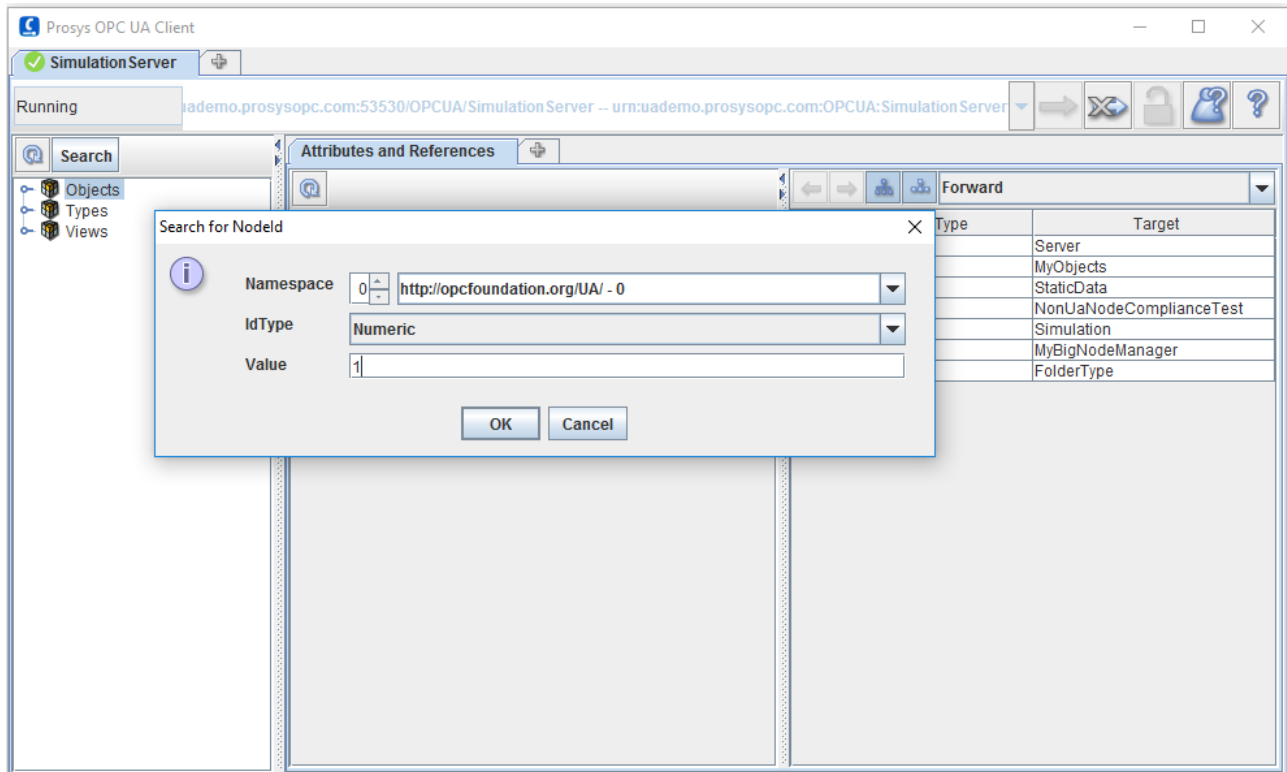 Prosys OPC UA Client
SimulationServer
Running
uademo.prosysopc.com:53530/OPCUA/SimulationServer -- urn:uademo.prosysopc.com:OPCUA:SimulationServer
Search
Attributes and References
Objects
Types
Views
Forward
Type Target
Server
MyObjects
StaticData
NonUaNodeComplianceTest
Simulation
MyBigNodeManager
FolderType
Search for NodeId
Namespace 0 http://opcfoundation.org/UA/ - 0
IdType Numeric
Value 1
OK Cancel